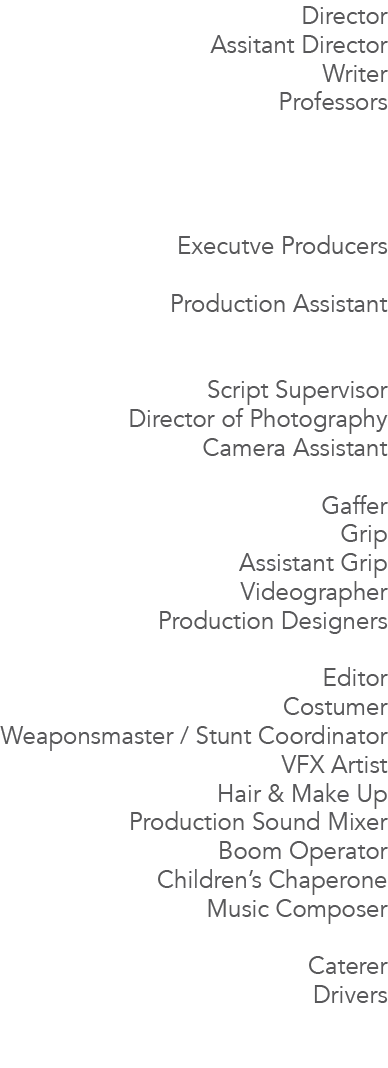 Director
Assitant Director
Writer
Professors
Executve Producers
Production Assistant
Script Supervisor
Director of Photography
Camera Assistant
Gaffer
Grip
Assistant Grip
Videographer
Production Designers
Editor
Costumer
Weaponsmaster / Stunt Coordinator
VFX Artist
Hair & Make Up
Production Sound Mixer
Boom Operator
Children’s Chaperone
Music Composer
Caterer
Drivers